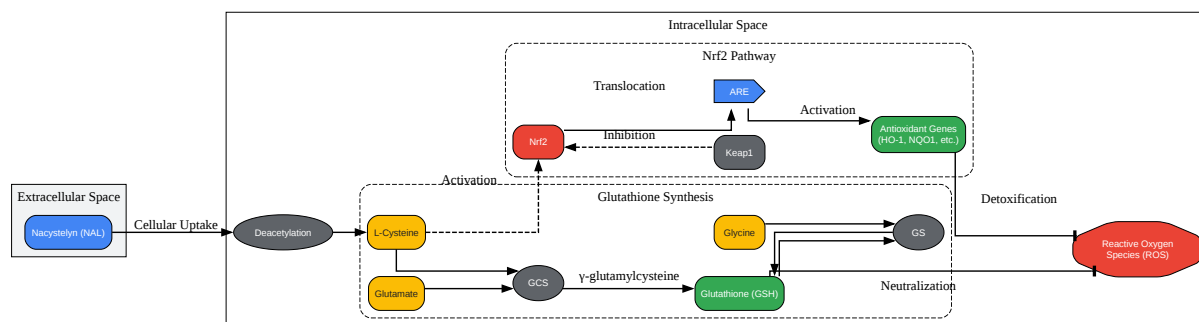 Intracellular Space
Nrf2 Pathway
Translocation
ARE
Activation
Inhibition
Nrf2
Keap1
Antioxidant Genes
(HO-1, NQO1, etc.)
Activation
Glutathione Synthesis
Detoxification
Extracellular Space
Nacystelyn (NAL)
Cellular Uptake
Deacetylation
L-Cysteine
Glycine
GS
Reactive Oxygen
Species (ROS)
Glutamate
GCS
γ-glutamylcysteine
Glutathione (GSH)
Neutralization